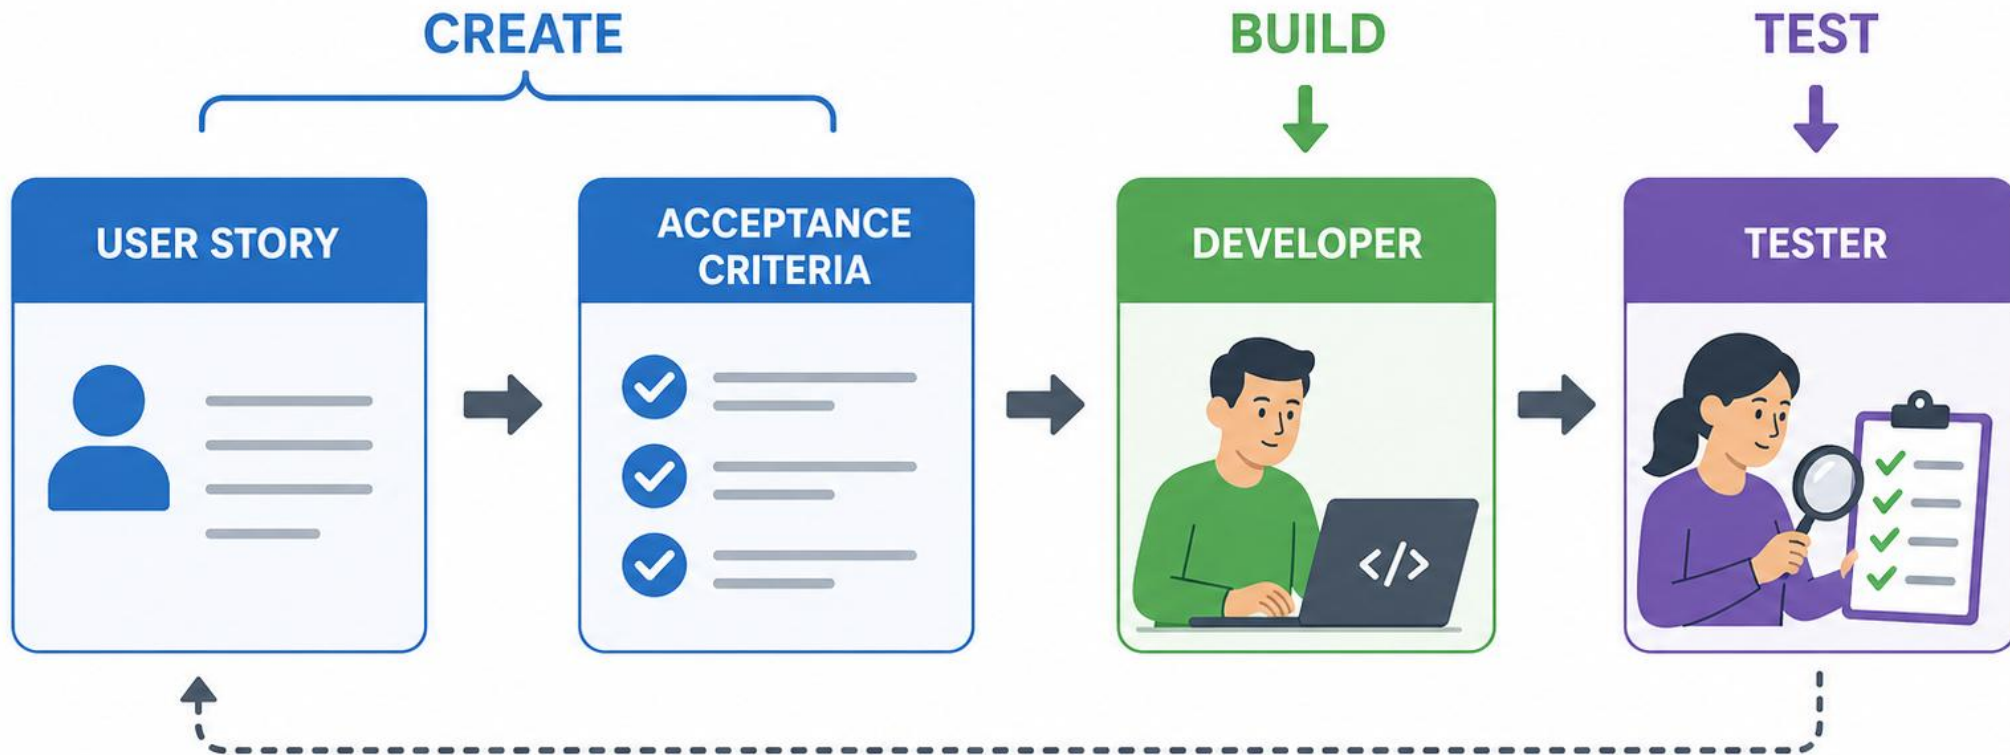 CREATE
BUILD
TEST
USER STORY
ACCEPTANCE
CRITERIA
DEVELOPER
TESTER
</>